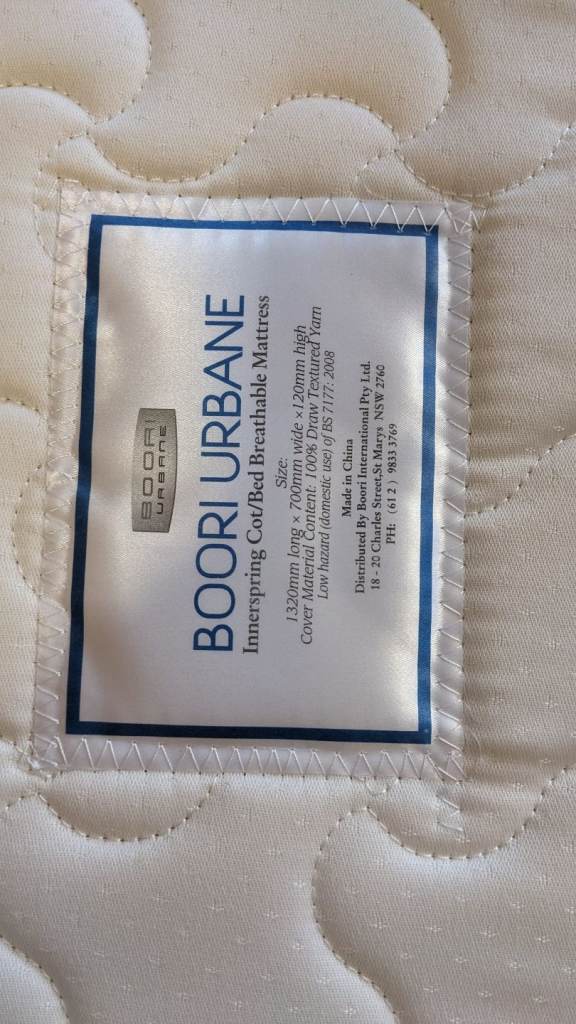 BOORI
URBANE
BOORI URBANE
Innerspring Cot/Bed Breathable Mattress
Size:
1320mm long × 700mm wide ×120mm high
Cover Material Content: 100% Draw Textured Yarn
Low hazard (domestic use) of BS 7177: 2008
Made in China
Distributed By Boori International Pty Ltd.
18 - 20 Charles Street,St Marys NSW 2760
PH: (61 2 ) 9833 3769